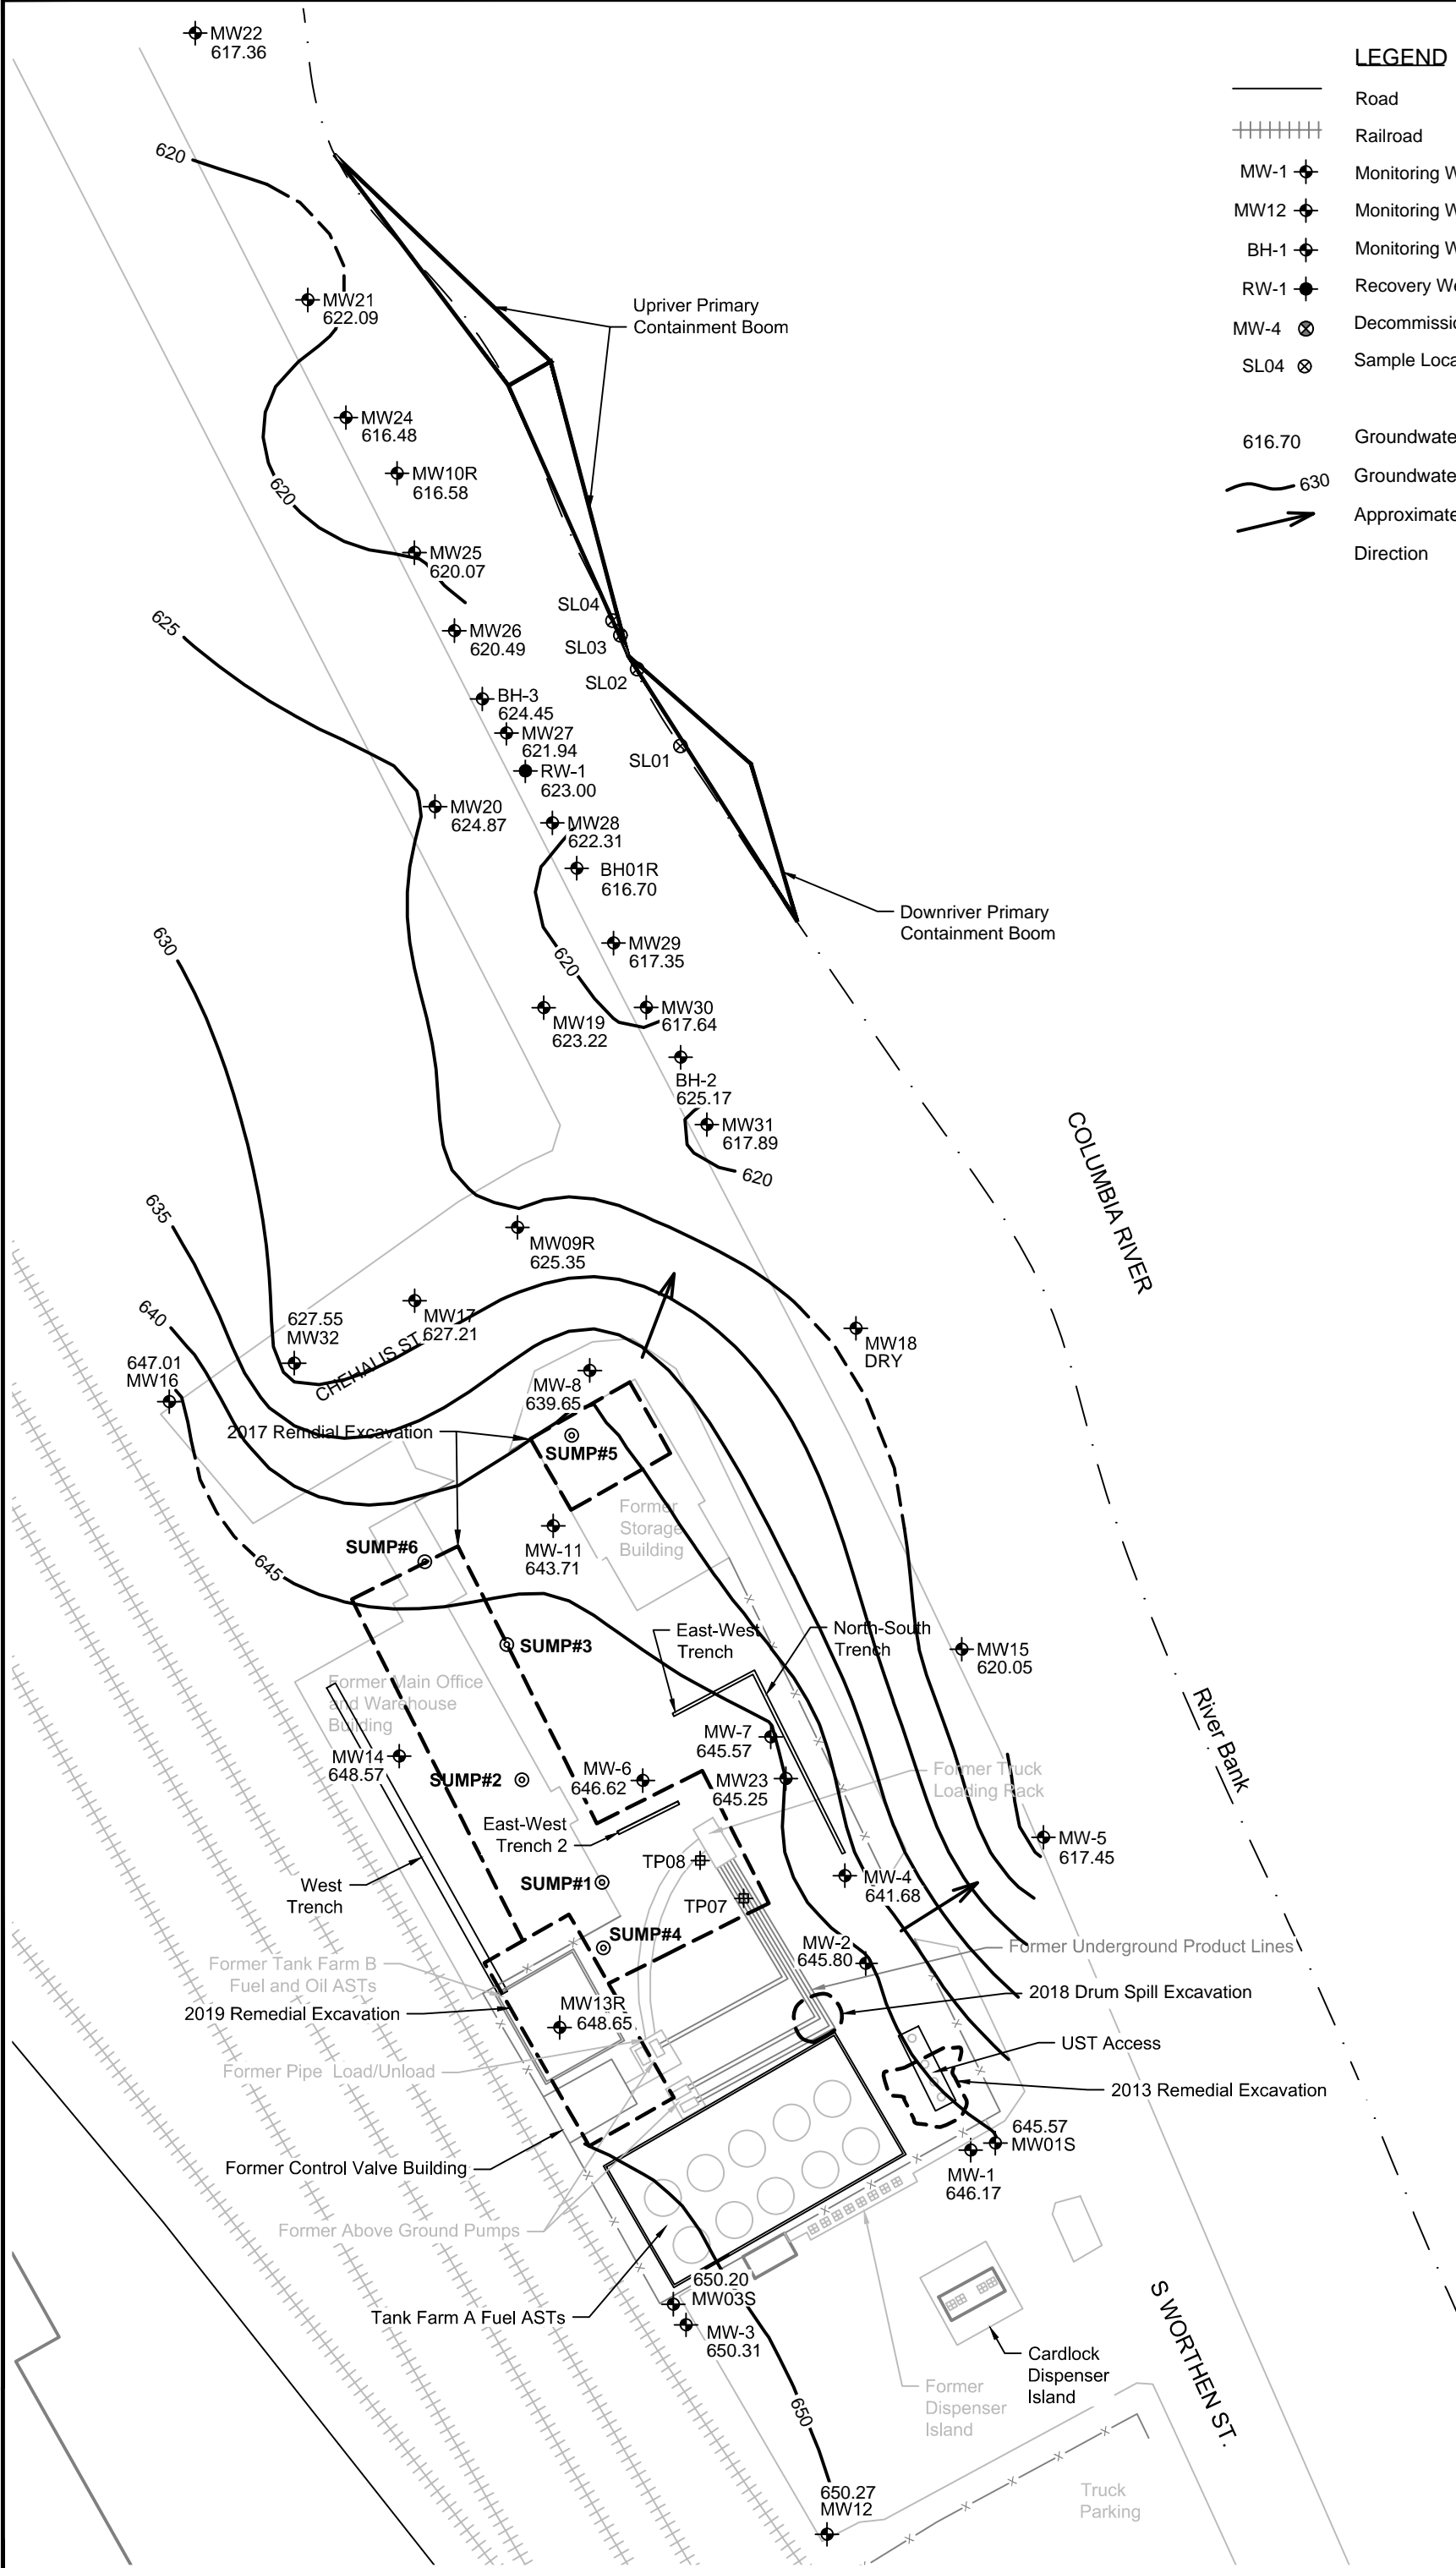 MW22
617.36
LEGEND
Road
Railroad
MW-1
Monitoring W
MW12
Monitoring W
BH-1
Monitoring W
RW-1
Recovery We
MW-4
Decommissio
SL04
Sample Loca
616.70
Groundwate
630
Groundwate
Approximate
Direction
620
MW21
622.09
Upriver Primary
Containment Boom
MW24
616.48
MW10R
616.58
620
MW25
620.07
SL04
625
MW26
620.49
SL03
SL02
BH-3
624.45
MW27
621.94
SL01
RW-1
623.00
MW20
624.87
MW28
622.31
BH01R
616.70
Downriver Primary
Containment Boom
630
MW29
617.35
620
MW30
617.64
MW19
623.22
BH-2
625.17
MW31
617.89
620
COLUMBIA RIVER
635
MW09R
625.35
640
627.55
MW32
MW17
627.21
CHEHALIS ST.
MW18
DRY
647.01
MW16
MW-8
639.65
2017 Remdial Excavation
SUMP#5
Former
Storage
Building
MW-11
643.71
SUMP#6
645
SUMP#3
East-West
Trench
North-South
Trench
MW15
620.05
Former Main Office
and Warehouse
Building
River Bank
MW-7
645.57
MW14
648.57
SUMP#2
MW-6
646.62
MW23
645.25
Former Truck
Loading Rack
East-West
Trench 2
MW-5
617.45
TP08
West
Trench
SUMP#1
MW-4
641.68
TP07
SUMP#4
MW-2
645.80
Former Underground Product Lines
Former Tank Farm B
Fuel and Oil ASTs
2018 Drum Spill Excavation
2019 Remedial Excavation
MW13R
648.65
UST Access
Former Pipe Load/Unload
2013 Remedial Excavation
645.57
MW01S
Former Control Valve Building
MW-1
646.17
Former Above Ground Pumps
650.20
MW03S
Tank Farm A Fuel ASTs
MW-3
650.31
Cardlock
Dispenser
Island
Former
Dispenser
Island
S WORTHEN ST.
650
650.27
MW12
Truck
Parking